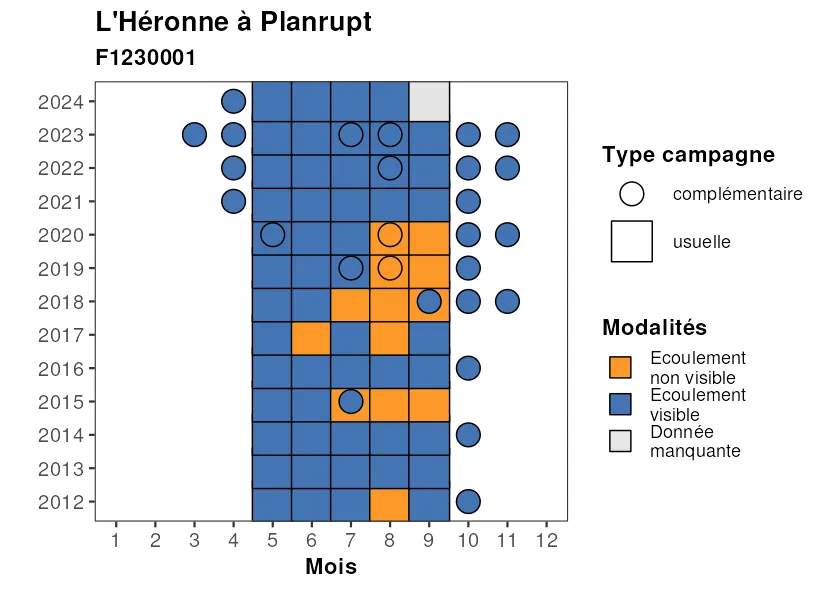 L'Héronne à Planrupt
F1230001
2024
2023
2022
2021
2020
2019
2018
2017
2016
2015
2014
2013
2012
1 2 3 4 5 6 7 8 9 10 11 12
Mois
Type campagne
complémentaire
usuelle
Modalités
Ecoulement
non visible
Ecoulement
visible
Donnée
manquante